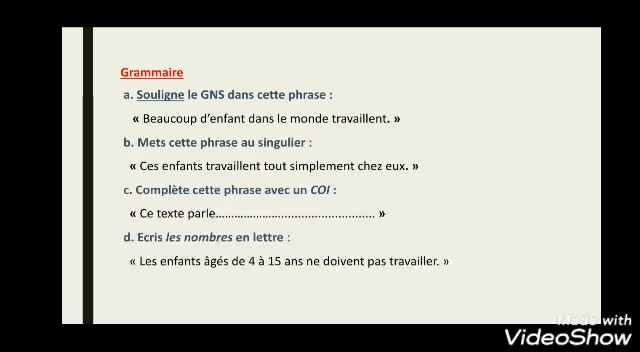 Grammaire
a. Souligne le GNS dans cette phrase :
« Beaucoup d'enfant dans le monde travaillent. »
b. Mets cette phrase au singulier :
« Ces enfants travaillent tout simplement chez eux. »
c. Complète cette phrase avec un COI :
« Ce texte parle............................................ »
d. Ecris les nombres en lettre :
« Les enfants âgés de 4 à 15 ans ne doivent pas travailler. »
Made with
VideoShow